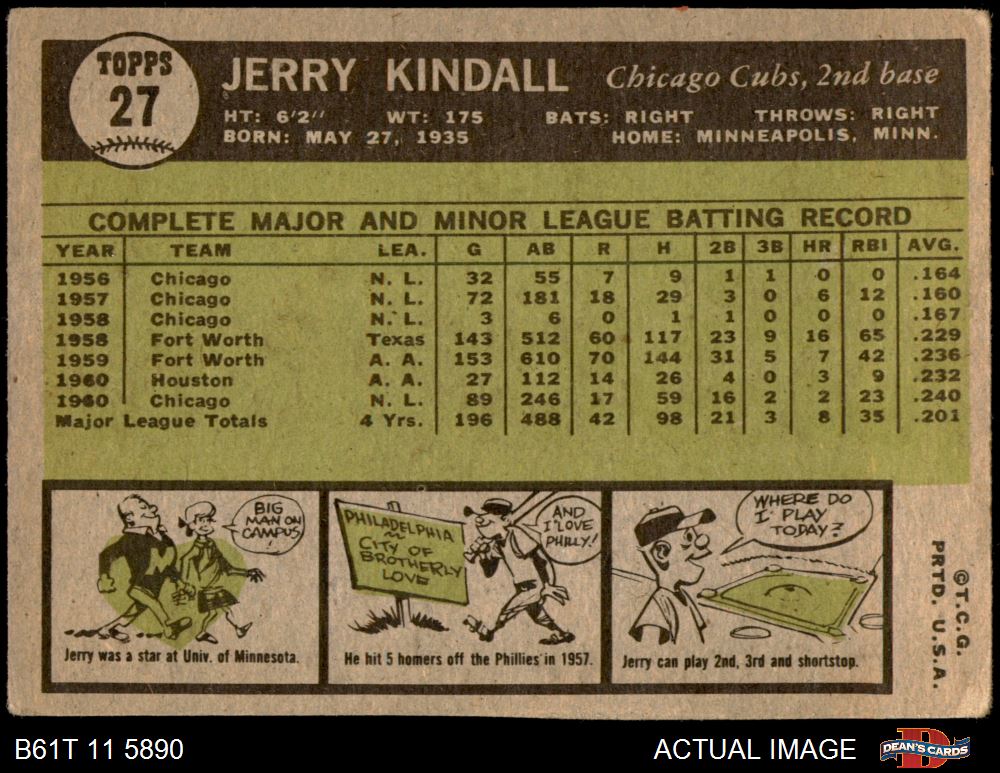 TOPPS
27
JERRY KINDALL
Chicago Cubs, 2nd base
HT: 6'2" WT: 175 BATS: RIGHT THROWS: RIGHT
BORN: MAY 27, 1935 HOME: MINNEAPOLIS, MINN.
COMPLETE MAJOR AND MINOR LEAGUE BATTING RECORD
YEAR TEAM LEA. G AB R H 2B 3B HR RBI AVG.
1956 Chicago N. L. 32 55 7 9 1 1 0 0 .164
1957 Chicago N. L. 72 181 18 29 3 0 6 12 .160
1958 Chicago N. L. 3 6 0 1 1 0 0 0 .167
1958 Fort Worth Texas 143 512 60 117 23 9 16 65 .229
1959 Fort Worth A. A. 153 610 70 144 31 5 7 42 .236
1960 Houston A. A. 27 112 14 26 4 0 3 9 .232
1960 Chicago N. L. 89 246 17 59 16 2 2 23 .240
Major League Totals 4 Yrs. 196 488 42 98 21 3 8 35 .201
BIG
MAN ON
CAMPUS
!
M
Jerry was a star at Univ. of Minnesota.
PHILADELPHIA
~
CITY OF
BROTHERLY
LOVE
AND
I LOVE
PHILLY!
He hit 5 homers off the Phillies in 1957.
WHERE DO
I PLAY
TODAY?
Jerry can play 2nd, 3rd and shortstop.
© T.C.G.
PRTD. U.S.A.
B61T 11 5890
ACTUAL IMAGE
D
DEAN'S CARDS